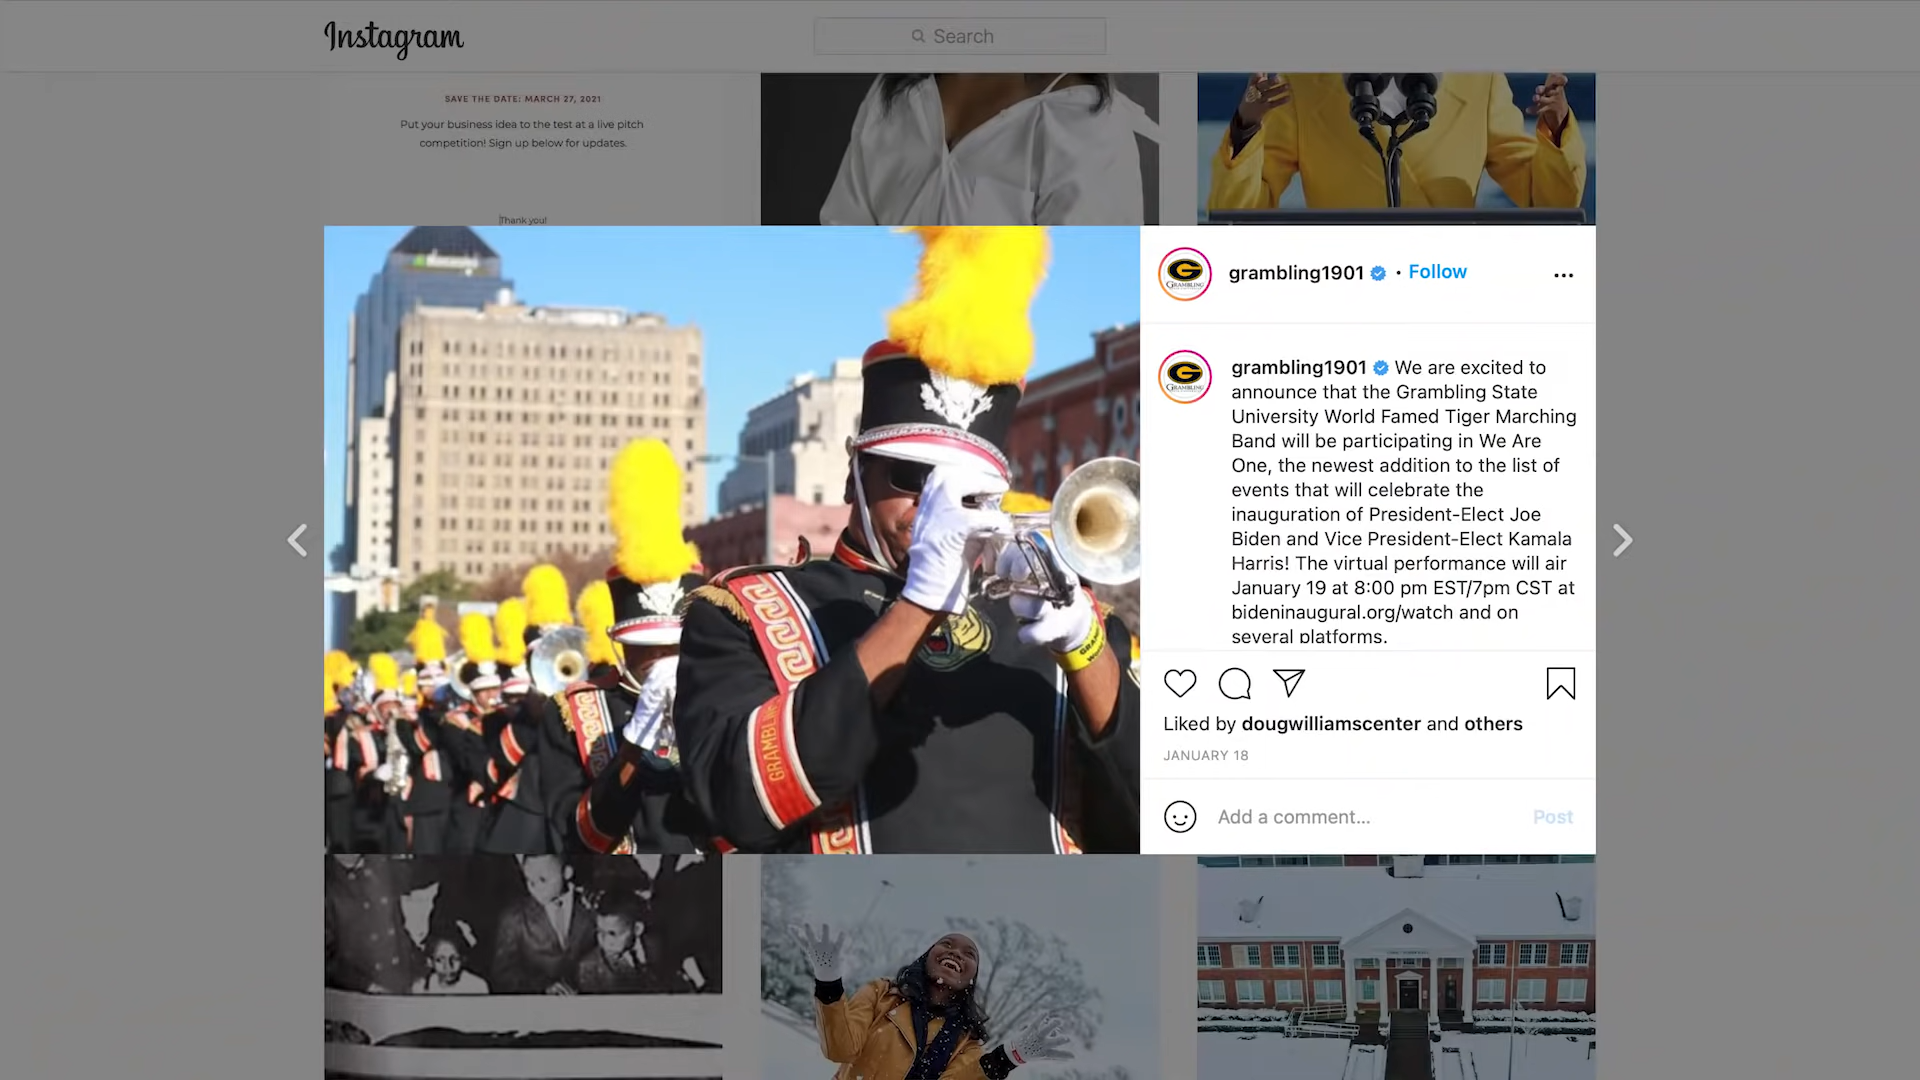 Instagram
Search
SAVE THE DATE: MARCH 27, 2021
Put your business idea to the test at a live pitch
competition! Sign up below for updates.
Thank you!
grambling1901 • Follow
GRAMBLING
grambling1901 We are excited to
announce that the Grambling State
University World Famed Tiger Marching
Band will be participating in We Are
One, the newest addition to the list of
events that will celebrate the
inauguration of President-Elect Joe
Biden and Vice President-Elect Kamala
Harris! The virtual performance will air
January 19 at 8:00 pm EST/7pm CST at
bideninaugural.org/watch and on
several platforms.
GRAMBLING
Liked by dougwilliamscenter and others
JANUARY 18
Add a comment...
Post